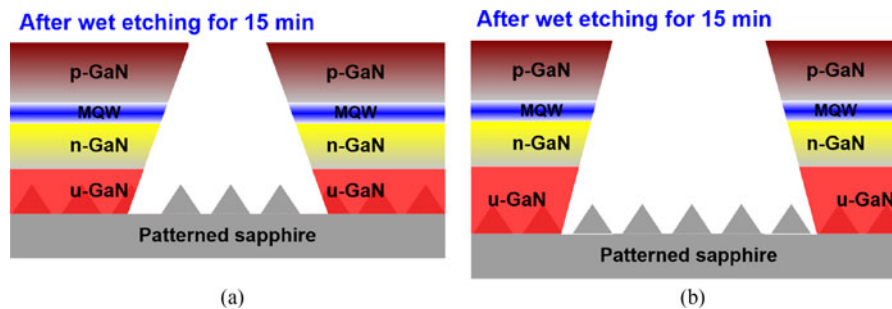 After wet etching for 15 min
p-GaN p-GaN
MQW MQW
n-GaN n-GaN
u-GaN u-GaN
Patterned sapphire
(a)
After wet etching for 15 min
p-GaN p-GaN
MQW MQW
n-GaN n-GaN
u-GaN u-GaN
Patterned sapphire
(b)